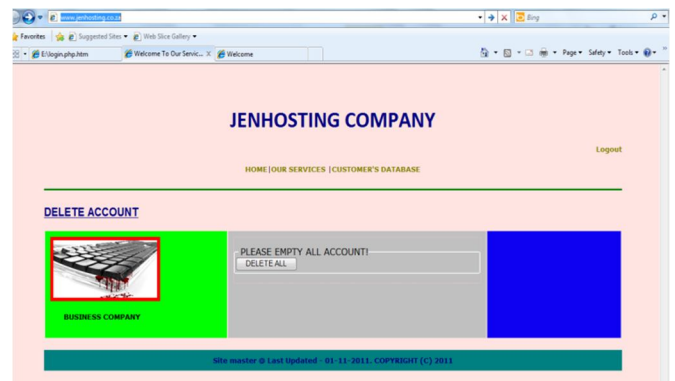 www.jenhosting.co.za
Bing
Favorites Suggested Sites Web Slice Gallery
E:\login.php.htm Welcome To Our Servic... X Welcome Page Safety Tools
JENHOSTING COMPANY
Logout
HOME|OUR SERVICES |CUSTOMER'S DATABASE
DELETE ACCOUNT
PLEASE EMPTY ALL ACCOUNT!
DELETE ALL
BUSINESS COMPANY
Site master @ Last Updated - 01-11-2011. COPYRIGHT (C) 2011